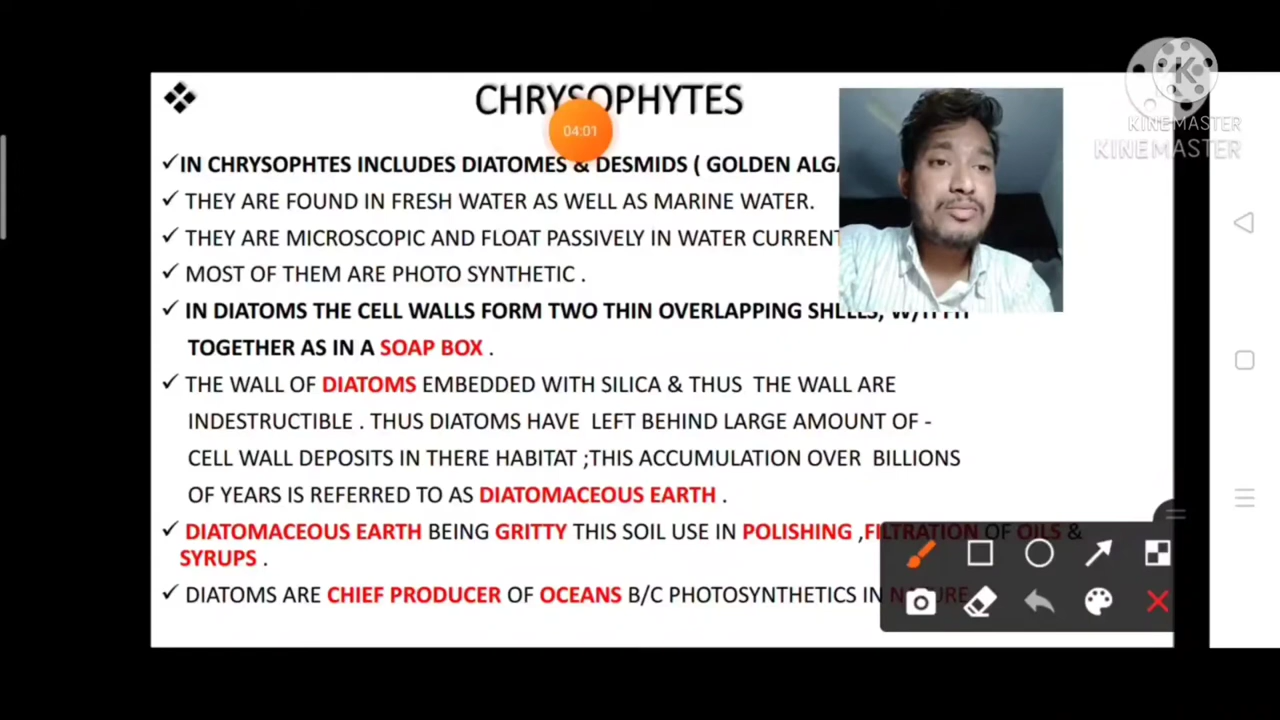 CHRYSOPHYTES
04:01
KINEMASTER
KINEMASTER
IN CHRYSOPHTES INCLUDES DIATOMES & DESMIDS ( GOLDEN ALGA
THEY ARE FOUND IN FRESH WATER AS WELL AS MARINE WATER.
THEY ARE MICROSCOPIC AND FLOAT PASSIVELY IN WATER CURRENT
MOST OF THEM ARE PHOTO SYNTHETIC .
IN DIATOMS THE CELL WALLS FORM TWO THIN OVERLAPPING
TOGETHER AS IN A SOAP BOX .
THE WALL OF DIATOMS EMBEDDED WITH SILICA & THUS THE WALL ARE
INDESTRUCTIBLE . THUS DIATOMS HAVE LEFT BEHIND LARGE AMOUNT OF -
CELL WALL DEPOSITS IN THERE HABITAT ;THIS ACCUMULATION OVER BILLIONS
OF YEARS IS REFERRED TO AS DIATOMACEOUS EARTH .
DIATOMACEOUS EARTH BEING GRITTY THIS SOIL USE IN POLISHING ,FILTRATION OF OILS &
SYRUPS .
DIATOMS ARE CHIEF PRODUCER OF OCEANS B/C PHOTOSYNTHETICS IN NATURE